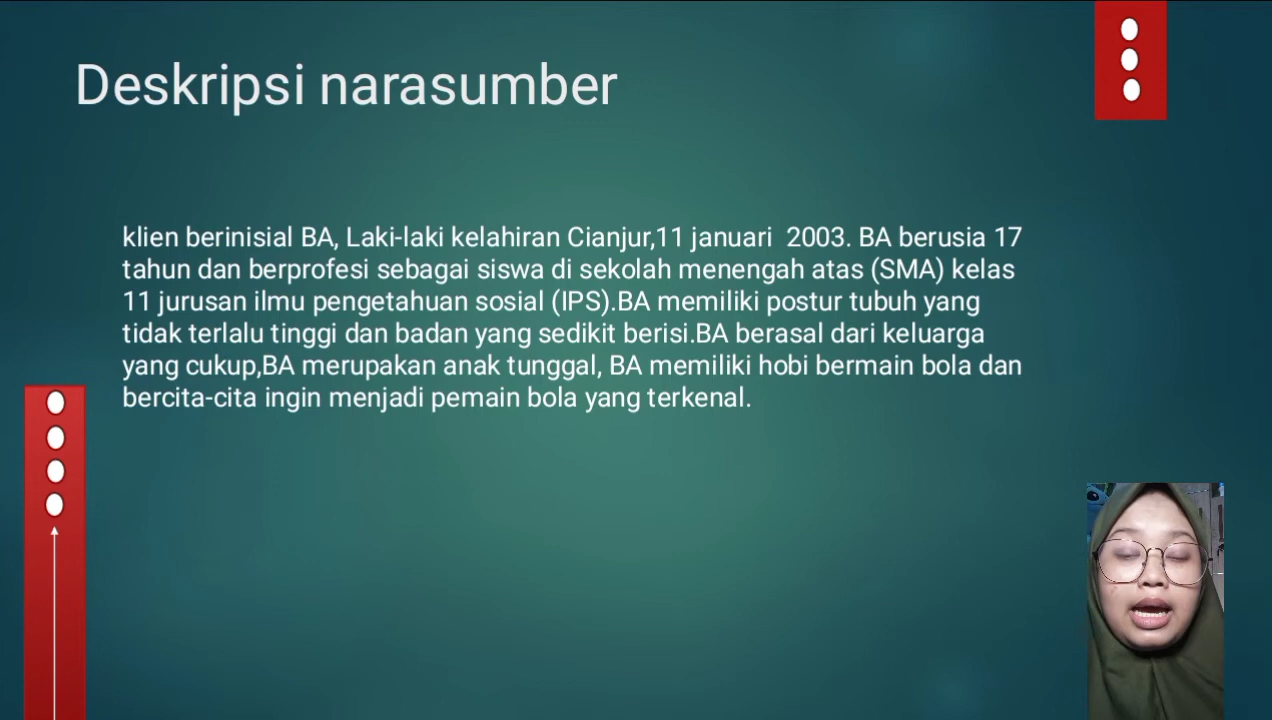 Deskripsi narasumber
klien berinisial BA, Laki-laki kelahiran Cianjur,11 januari  2003. BA berusia 17
tahun dan berprofesi sebagai siswa di sekolah menengah atas (SMA) kelas
11 jurusan ilmu pengetahuan sosial (IPS).BA memiliki postur tubuh yang
tidak terlalu tinggi dan badan yang sedikit berisi.BA berasal dari keluarga
yang cukup,BA merupakan anak tunggal, BA memiliki hobi bermain bola dan
bercita-cita ingin menjadi pemain bola yang terkenal.